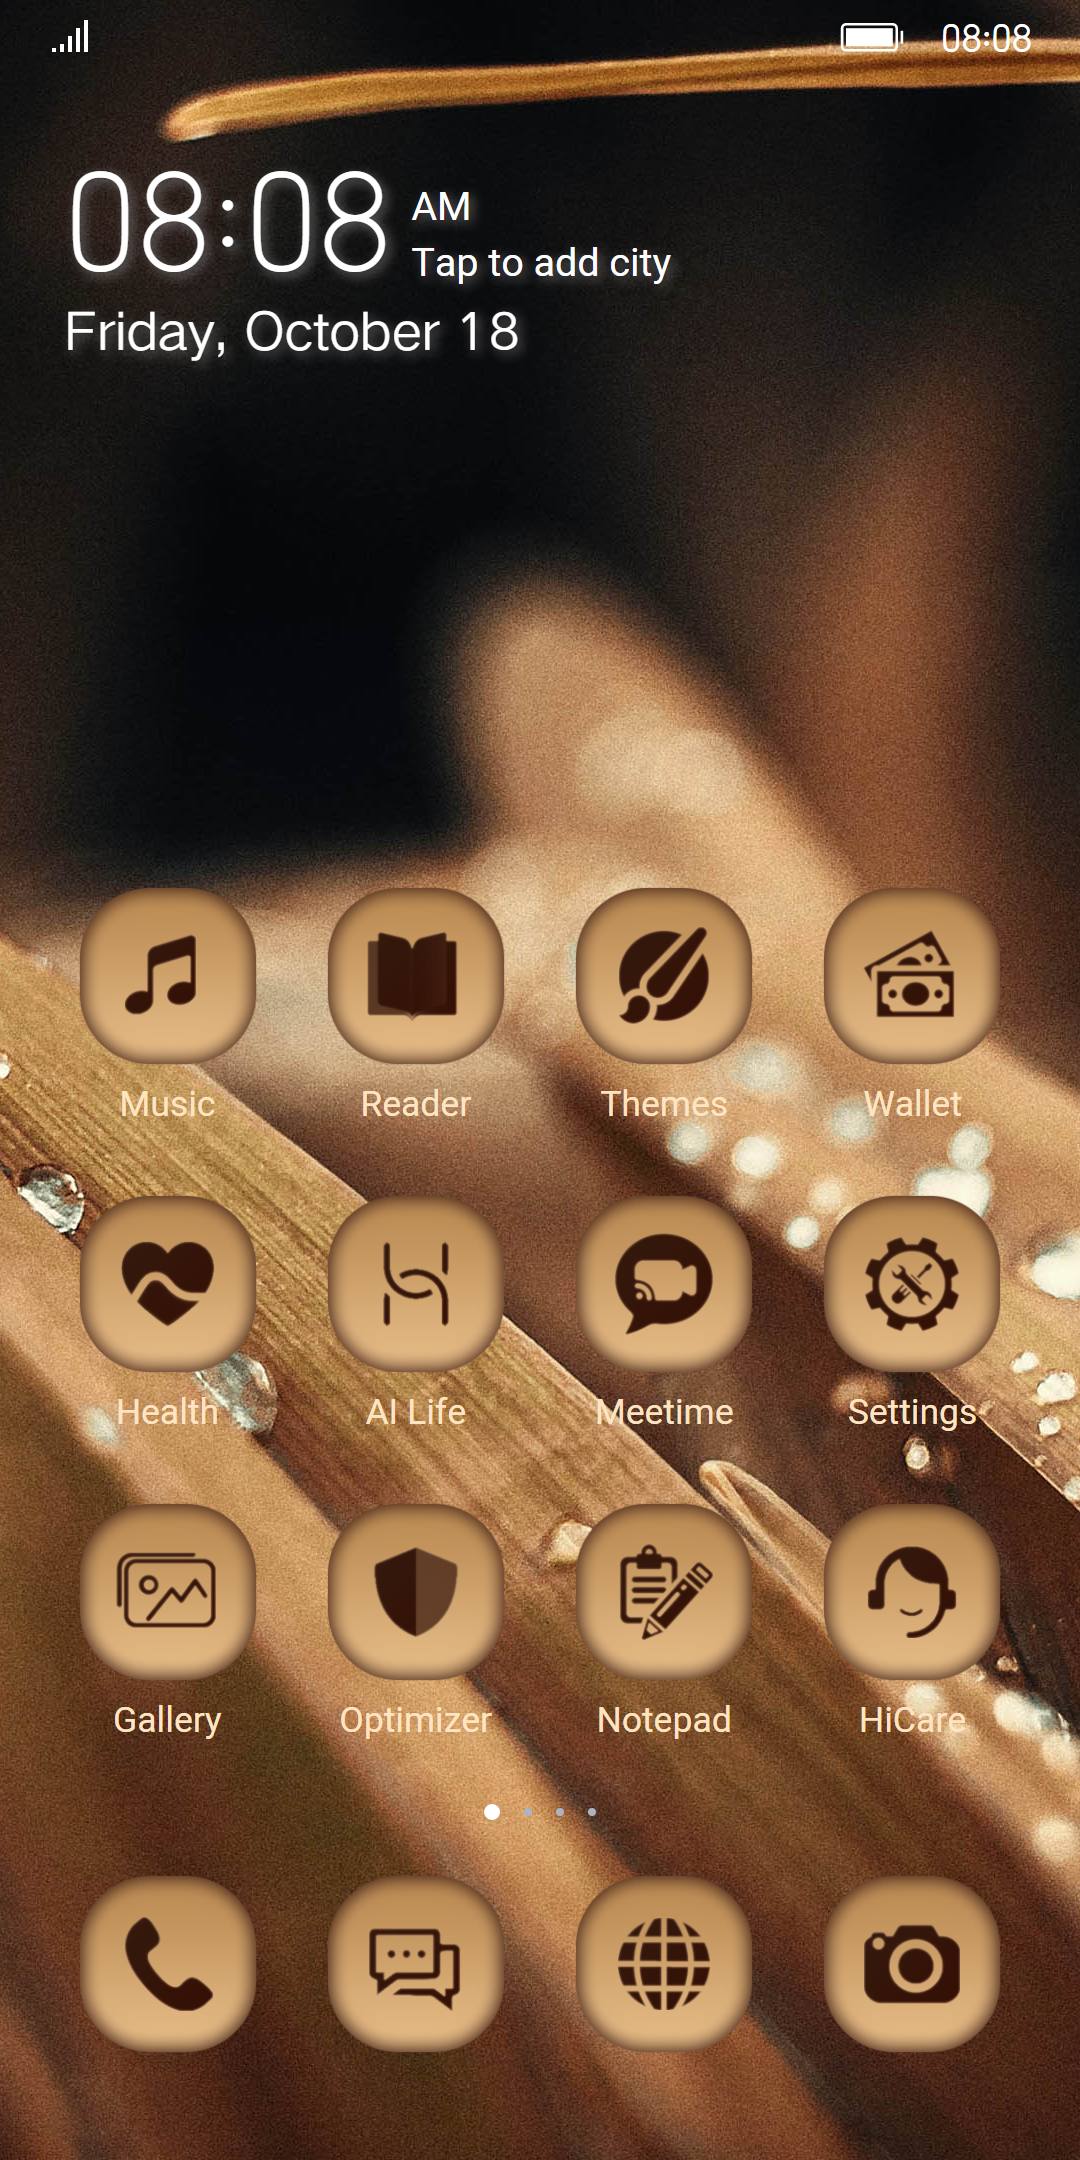 08:08
08:08 AM
Tap to add city
Friday, October 18
Music Reader Themes Wallet
Health AI Life Meetime Settings
Gallery Optimizer Notepad HiCare